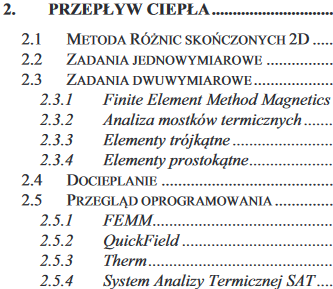 2. PRZEPŁYW CIEPŁA..............................
2.1 METODA RÓŻNIC SKOŃCZONYCH 2D ......
2.2 ZADANIA JEDNOWYMIAROWE ..................
2.3 ZADANIA DWUWYMIAROWE....................
2.3.1 Finite Element Method Magnetics
2.3.2 Analiza mostków termicznych.......
2.3.3 Elementy trójkątne ........................
2.3.4 Elementy prostokątne.....................
2.4 DOCIEPLANIE ........................................
2.5 PRZEGLĄD OPROGRAMOWANIA ...............
2.5.1 FEMM............................................
2.5.2 QuickField .....................................
2.5.3 Therm ............................................
2.5.4 System Analizy Termicznej SAT ....